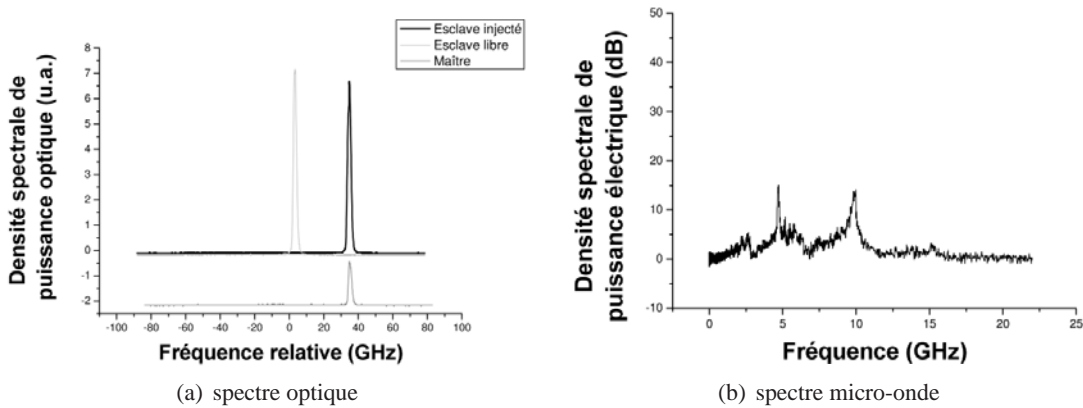 Esclave injecté
Esclave libre
Maître
Densité spectrale de
puissance optique (u.a.)
8
7
6
5
4
3
2
1
0
-1
-2
-100 -80 -60 -40 -20 0 20 40 60 80 100
Fréquence relative (GHz)
(a) spectre optique
Densité spectrale de
puissance électrique (dB)
50
40
30
20
10
0
-10
0 5 10 15 20 25
Fréquence (GHz)
(b) spectre micro-onde